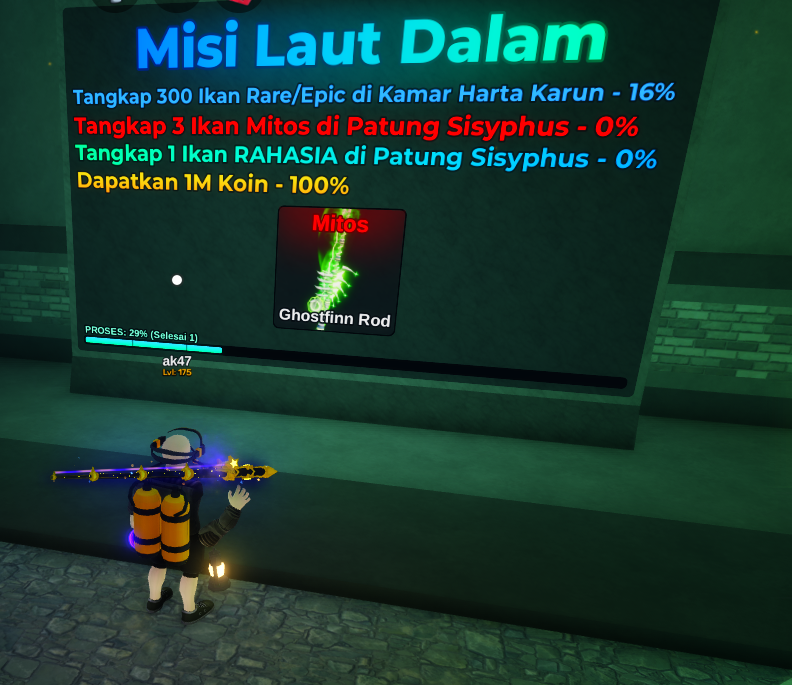 Misi Laut Dalam
Tangkap 300 Ikan Rare/Epic di Kamar Harta Karun - 16%
Tangkap 3 Ikan Mitos di Patung Sisyphus - 0%
Tangkap 1 Ikan RAHASIA di Patung Sisyphus - 0%
Dapatkan 1M Koin - 100%
Mitos
Ghostfinn Rod
PROSES: 29% (Selesai 1)
ak47
Lvl: 175